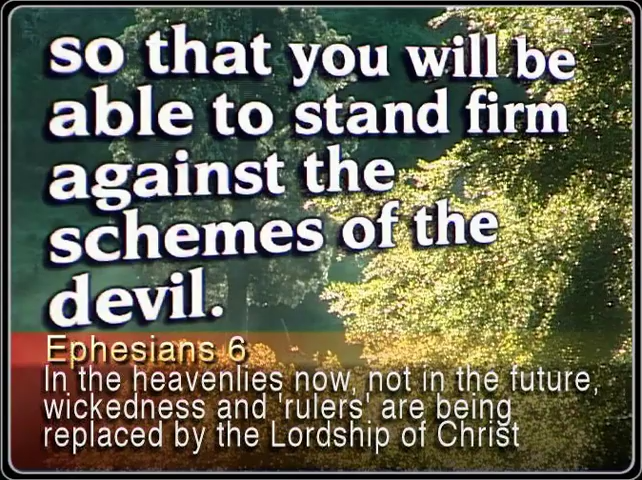 so that you will be
able to stand firm
against the
schemes of the
devil.
Ephesians 6
In the heavenlies now, not in the future,
wickedness and 'rulers' are being
replaced by the Lordship of Christ